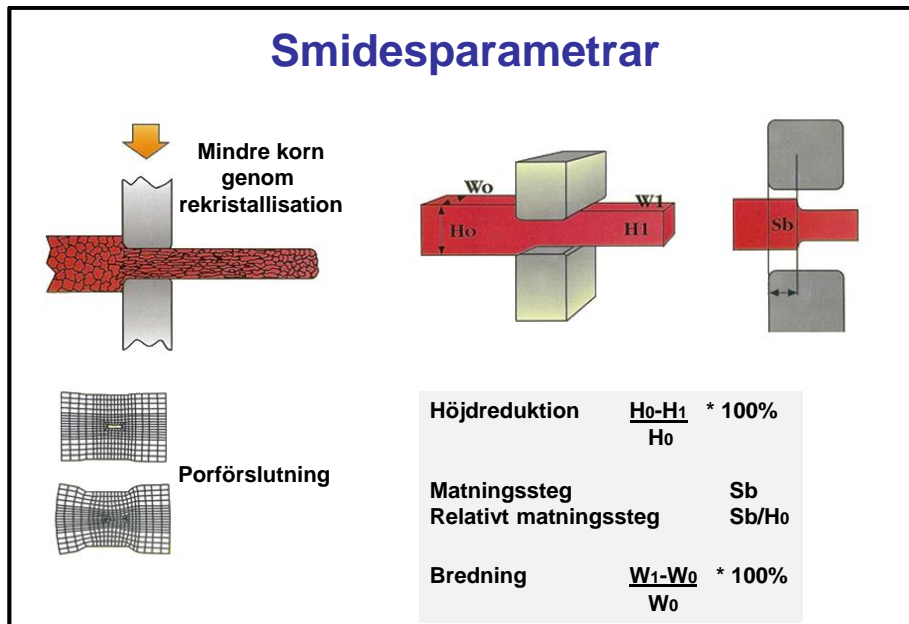 Smidesparametrar
Mindre korn
genom
rekristallisation
Wo
Ho
W1
H1
Sb
Porförslutning
Höjdreduktion H0-H1 * 100%
H0
Matningssteg Sb
Relativt matningssteg Sb/H0
Bredning W1-W0 * 100%
W0